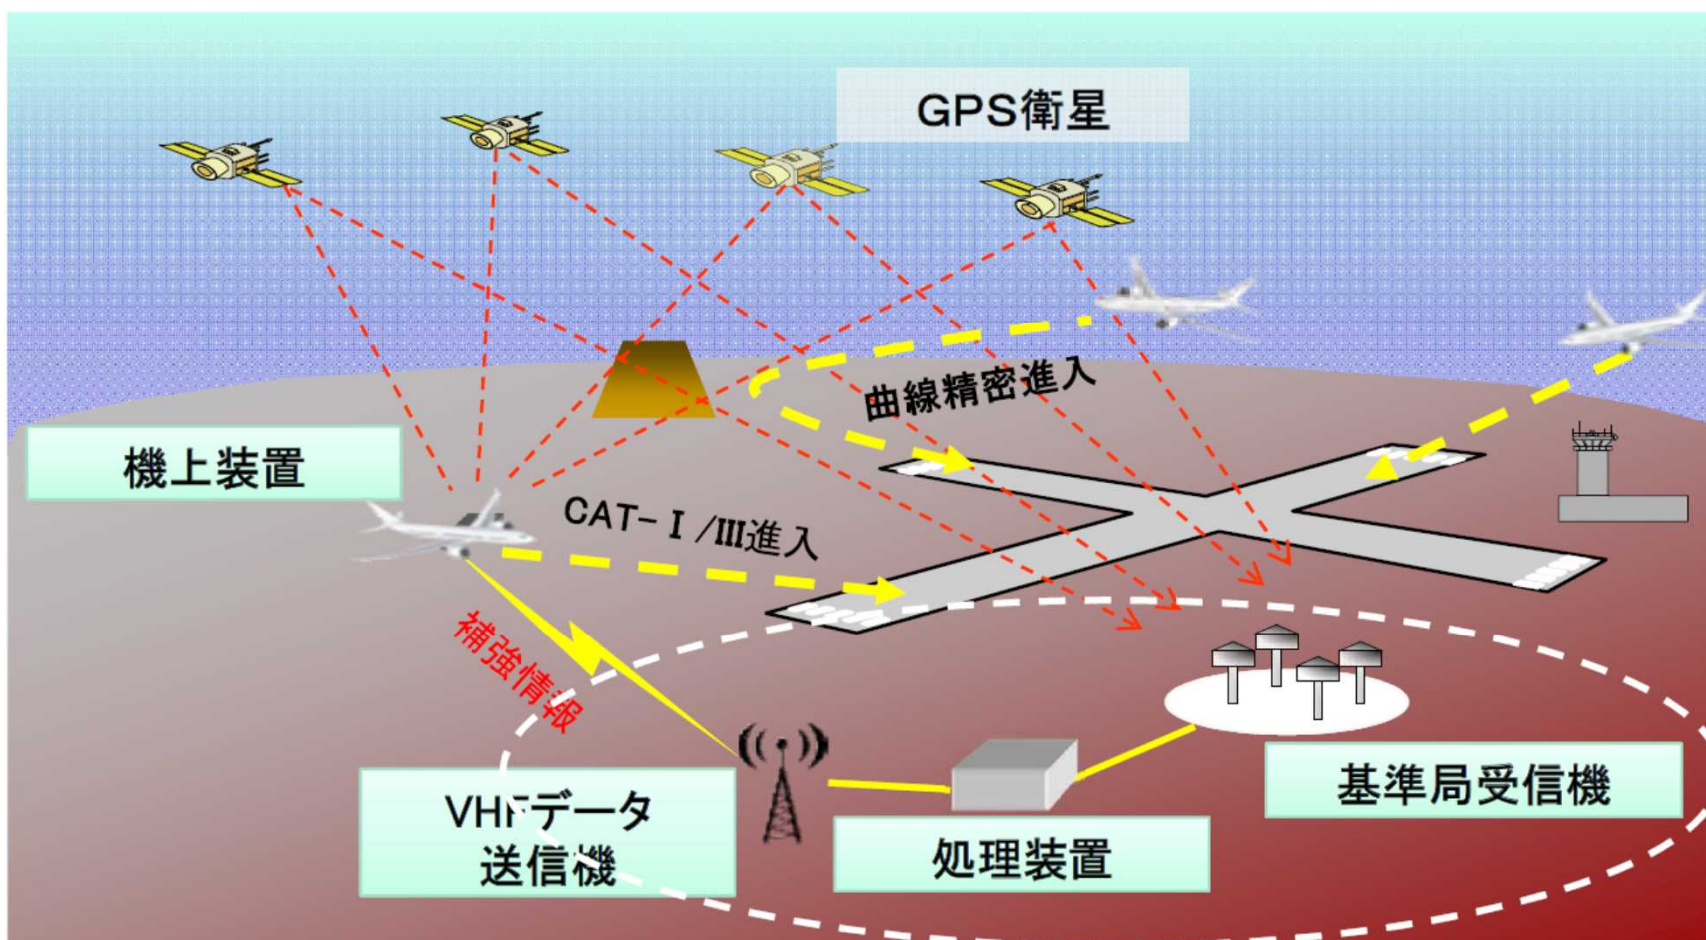 GPS衛星
曲線精密進入
機上装置
CAT-Ⅰ/Ⅲ進入
補強情報
VHFデータ
送信機
処理装置
基準局受信機